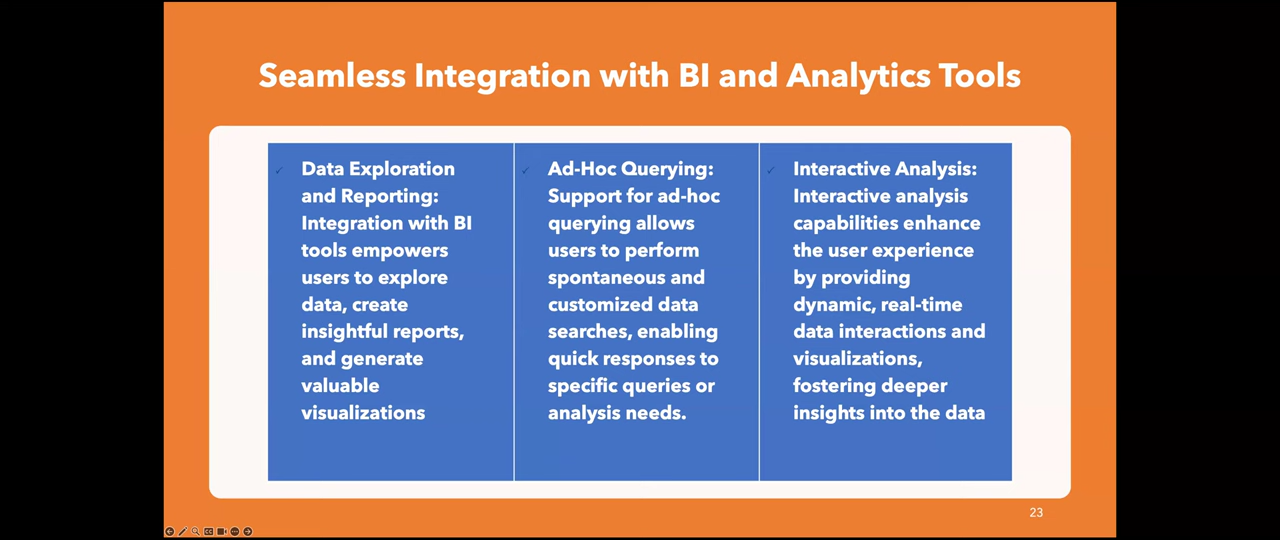 Seamless Integration with BI and Analytics Tools
Data Exploration
and Reporting:
Integration with BI
tools empowers
users to explore
data, create
insightful reports,
and generate
valuable
visualizations
Ad-Hoc Querying:
Support for ad-hoc
querying allows
users to perform
spontaneous and
customized data
searches, enabling
quick responses to
specific queries or
analysis needs.
Interactive Analysis:
Interactive analysis
capabilities enhance
the user experience
by providing
dynamic, real-time
data interactions and
visualizations,
fostering deeper
insights into the data
23